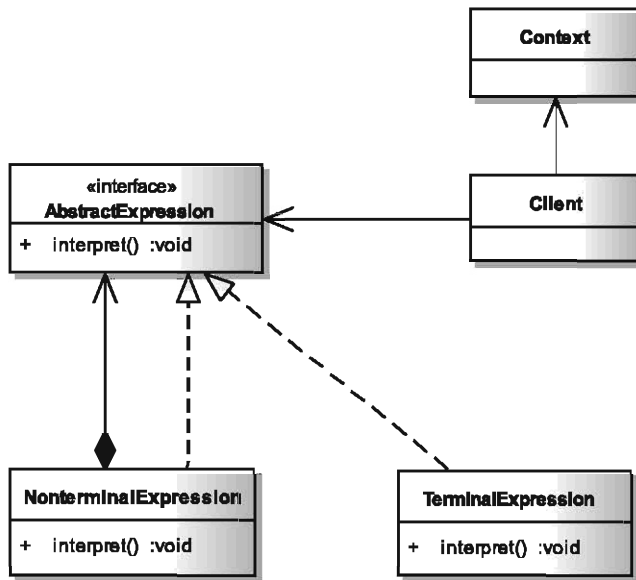 Context
«interface»
AbstractExpression
+ interpret() :void
Client
NonterminalExpression
+ interpret() :void
TerminalExpression
+ interpret() :void